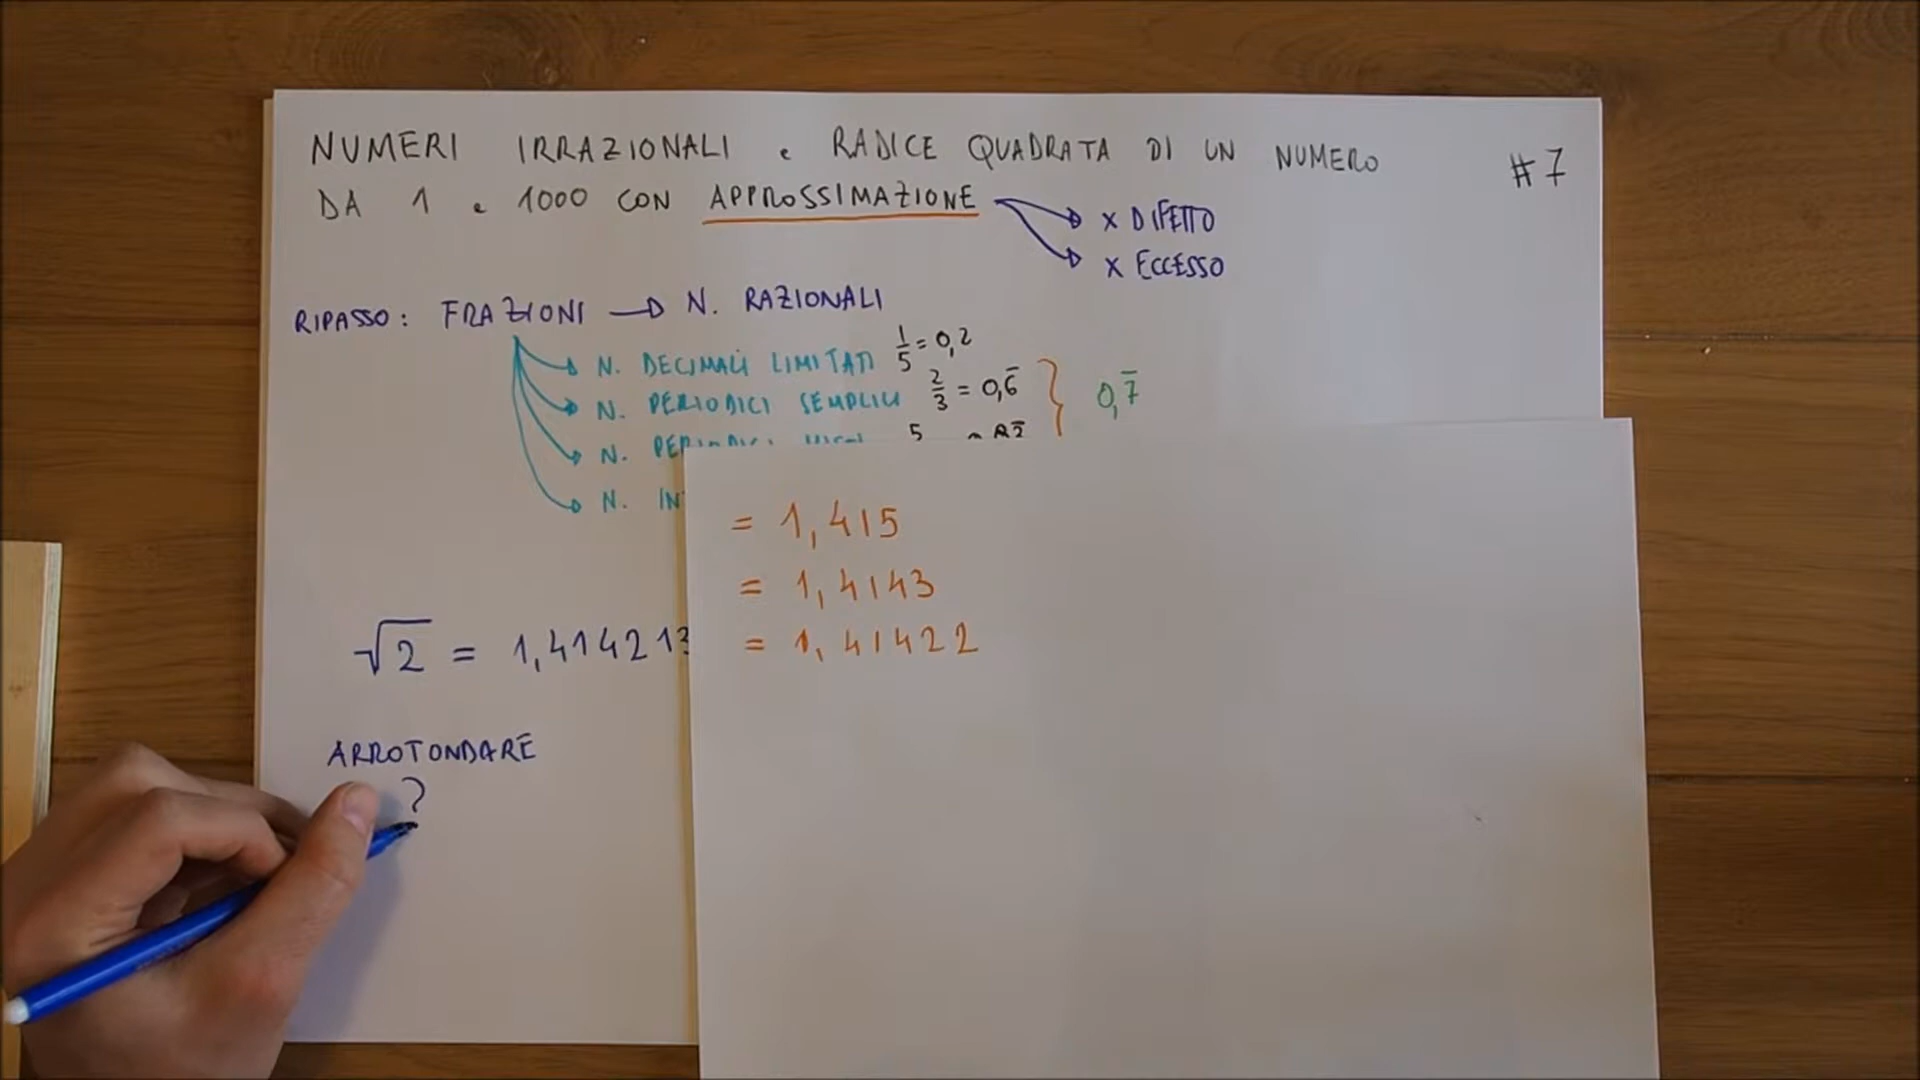 NUMERI IRRAZIONALI e RADICE QUADRATA DI UN NUMERO
#7
DA 1 e 1000 CON APPROSSIMAZIONE
X DIFETTO
X ECCESSO
RIPASSO: FRAZIONI → N. RAZIONALI
N. DECIMALI LIMITATI 1/5 = 0,2
N. PERIODICI SEMPLICI 2/3 = 0,6̅
0,7̅
N.
N.
= 1,415
= 1,4143
= 1,41422
√2 = 1,414213
ARROTONDARE
?